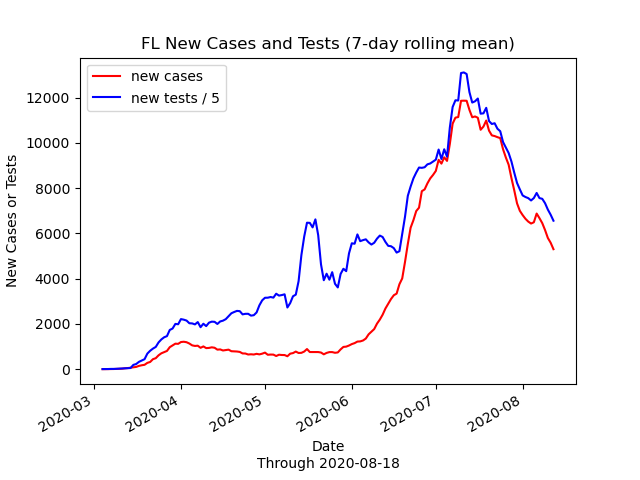 FL New Cases and Tests (7-day rolling mean)
new cases
new tests / 5
New Cases or Tests
12000
10000
8000
6000
4000
2000
0
2020-03
2020-04
2020-05
2020-06
2020-07
2020-08
Date
Through 2020-08-18